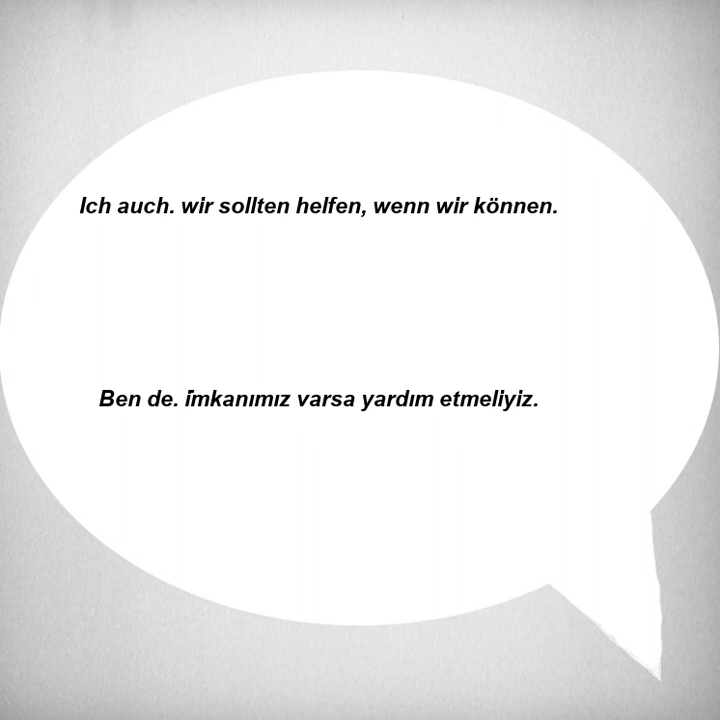 Ich auch. wir sollten helfen, wenn wir können.
Ben de. i̇mkanımız varsa yardım etmeliyiz.